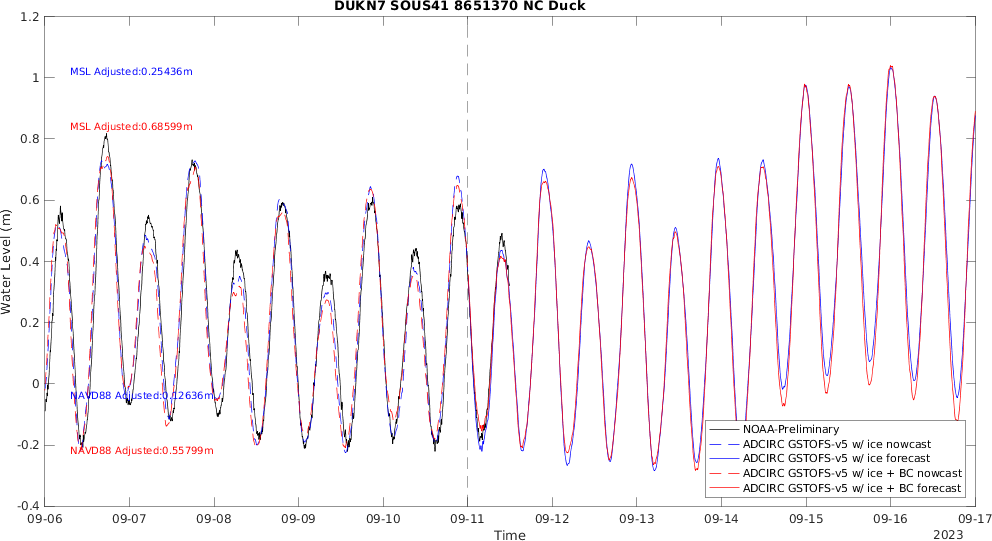 DUKN7 SOUS41 8651370 NC Duck
1.2
1
0.8
0.6
0.4
0.2
0
-0.2
-0.4
Water Level (m)
MSL Adjusted:0.25436m
MSL Adjusted:0.68599m
NAVD88 Adjusted:0.12636m
NAVD88 Adjusted:0.55799m
NOAA-Preliminary
ADCIRC GSTOFS-v5 w/ ice nowcast
ADCIRC GSTOFS-v5 w/ ice forecast
ADCIRC GSTOFS-v5 w/ ice + BC nowcast
ADCIRC GSTOFS-v5 w/ ice + BC forecast
09-06 09-07 09-08 09-09 09-10 09-11 09-12 09-13 09-14 09-15 09-16 09-17
Time
2023